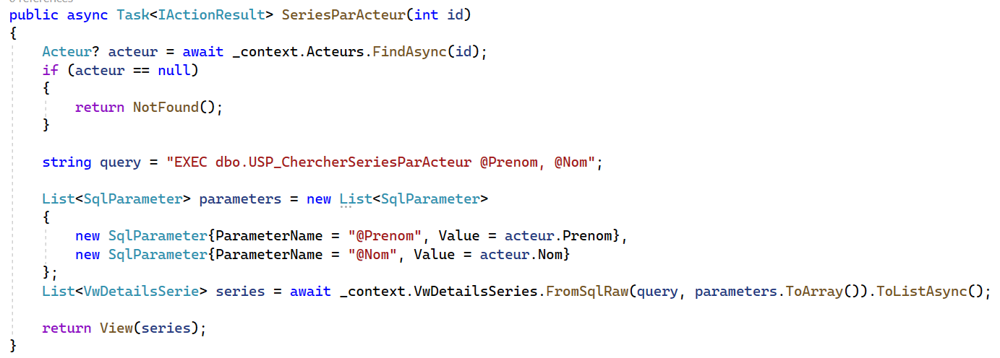 0 references
public async Task<IActionResult> SeriesParActeur(int id)
{
    Acteur? acteur = await _context.Acteurs.FindAsync(id);
    if (acteur == null)
    {
        return NotFound();
    }

    string query = "EXEC dbo.USP_ChercherSeriesParActeur @Prenom, @Nom";

    List<SqlParameter> parameters = new List<SqlParameter>
    {
        new SqlParameter{ParameterName = "@Prenom", Value = acteur.Prenom},
        new SqlParameter{ParameterName = "@Nom", Value = acteur.Nom}
    };
    List<VwDetailsSerie> series = await _context.VwDetailsSeries.FromSqlRaw(query, parameters.ToArray()).ToListAsync();

    return View(series);
}